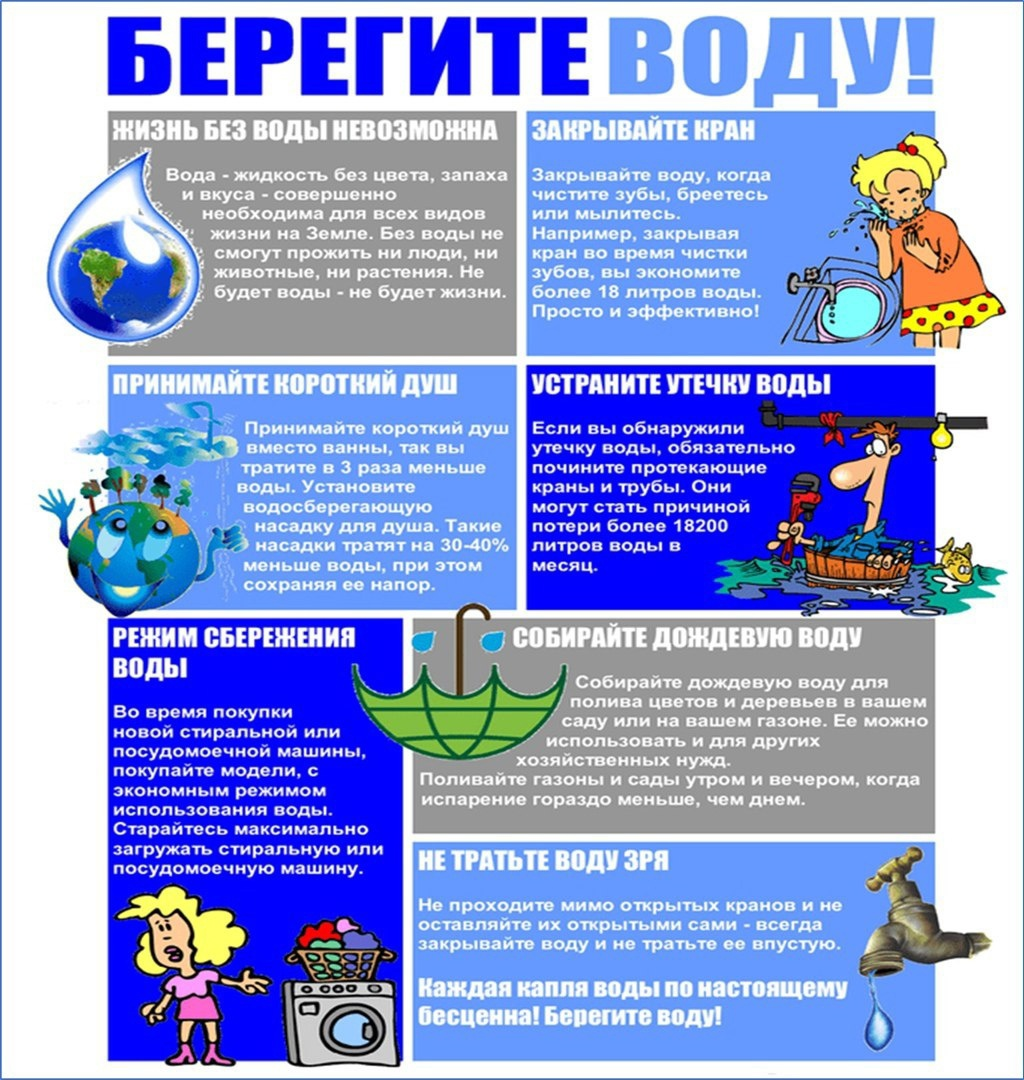 БЕРЕГИТЕ ВОДУ!
ЖИЗНЬ БЕЗ ВОДЫ НЕВОЗМОЖНА
Вода - жидкость без цвета, запаха
и вкуса - совершенно
необходима для всех видов
жизни на Земле. Без воды не
смогут прожить ни люди, ни
животные, ни растения. Не
будет воды - не будет жизни.
ЗАКРЫВАЙТЕ КРАН
Закрывайте воду, когда
чистите зубы, бреетесь
или мылитесь.
Например, закрывая
кран во время чистки
зубов, вы экономите
более 18 литров воды.
Просто и эффективно!
ПРИНИМАЙТЕ КОРОТКИЙ ДУШ
Принимайте короткий душ
вместо ванны, так вы
тратите в 3 раза меньше
воды. Установите
водосберегающую
насадку для душа. Такие
насадки тратят на 30-40%
меньше воды, при этом
сохраняя ее напор.
УСТРАНИТЕ УТЕЧКУ ВОДЫ
Если вы обнаружили
утечку воды, обязательно
почините протекающие
краны и трубы. Они
могут стать причиной
потери более 18200
литров воды в
месяц.
РЕЖИМ СБЕРЕЖЕНИЯ
ВОДЫ
Во время покупки
новой стиральной или
посудомоечной машины,
покупайте модели, с
экономным режимом
использования воды.
Старайтесь максимально
загружать стиральную или
посудомоечную машину.
СОБИРАЙТЕ ДОЖДЕВУЮ ВОДУ
Собирайте дождевую воду для
полива цветов и деревьев в вашем
саду или на вашем газоне. Ее можно
использовать и для других
хозяйственных нужд.
Поливайте газоны и сады утром и вечером, когда
испарение гораздо меньше, чем днем.
НЕ ТРАТЬТЕ ВОДУ ЗРЯ
Не проходите мимо открытых кранов и не
оставляйте их открытыми сами - всегда
закрывайте воду и не тратьте ее впустую.
Каждая капля воды по настоящему
бесценна! Берегите воду!